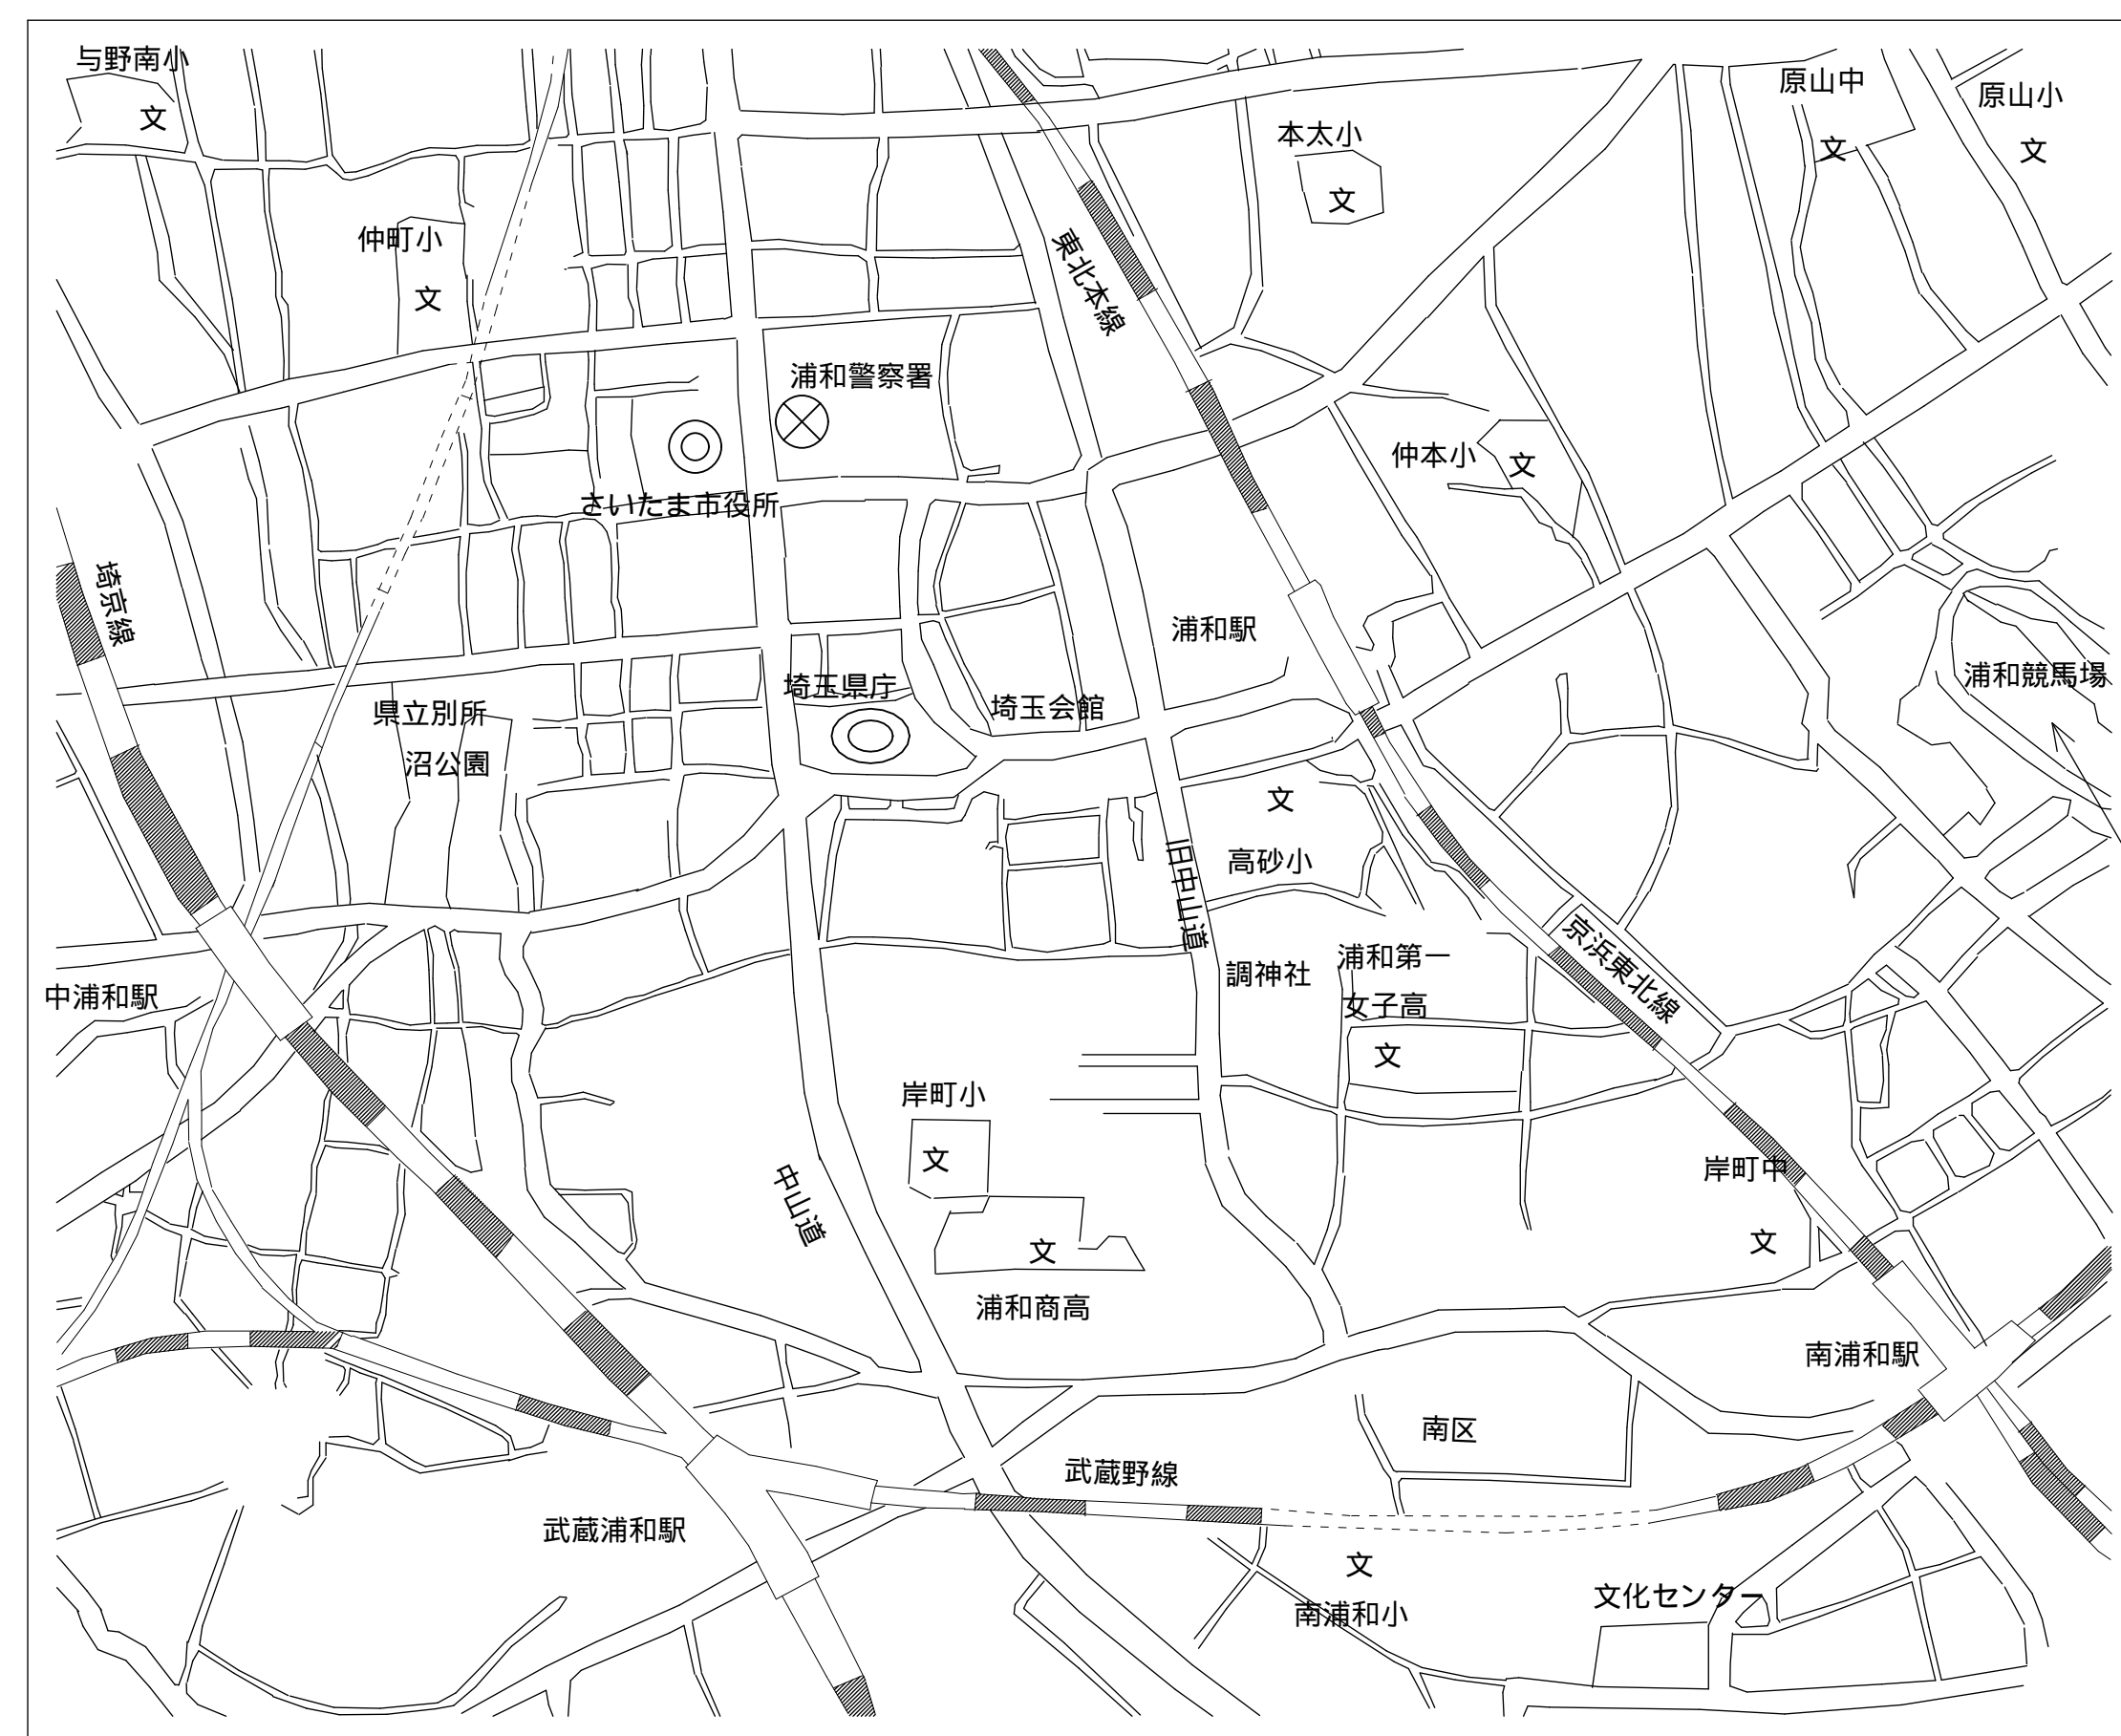 与野南小
文
原山中
文
原山小
文
本太小
文
仲町小
文
東北本線
浦和警察署
仲本小
文
さいたま市役所
埼京線
浦和駅
浦和競馬場
埼玉県庁
埼玉会館
県立別所
沼公園
文
高砂小
旧中山道
京浜東北線
浦和第一
女子高
文
調神社
中浦和駅
岸町小
文
岸町中
文
中山道
文
浦和商高
南浦和駅
南区
武蔵野線
武蔵浦和駅
文
南浦和小
文化センター